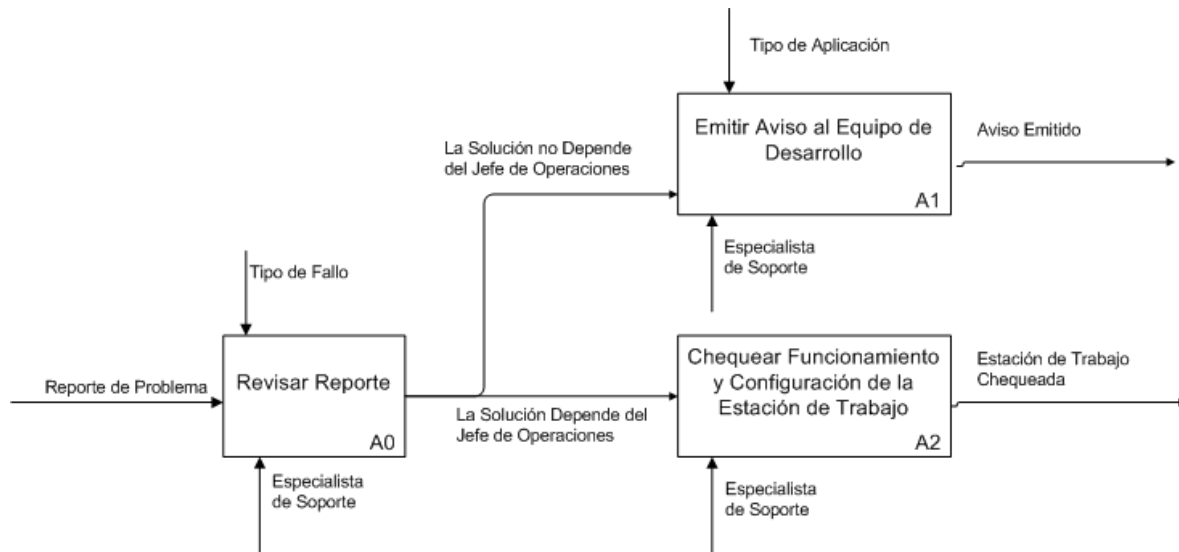 Tipo de Aplicación
Emitir Aviso al Equipo de
Desarrollo
A1
Aviso Emitido
La Solución no Depende
del Jefe de Operaciones
Especialista
de Soporte
Tipo de Fallo
Reporte de Problema
Revisar Reporte
A0
La Solución Depende del
Jefe de Operaciones
Especialista
de Soporte
Chequear Funcionamiento
y Configuración de la
Estación de Trabajo
A2
Estación de Trabajo
Chequeada
Especialista
de Soporte